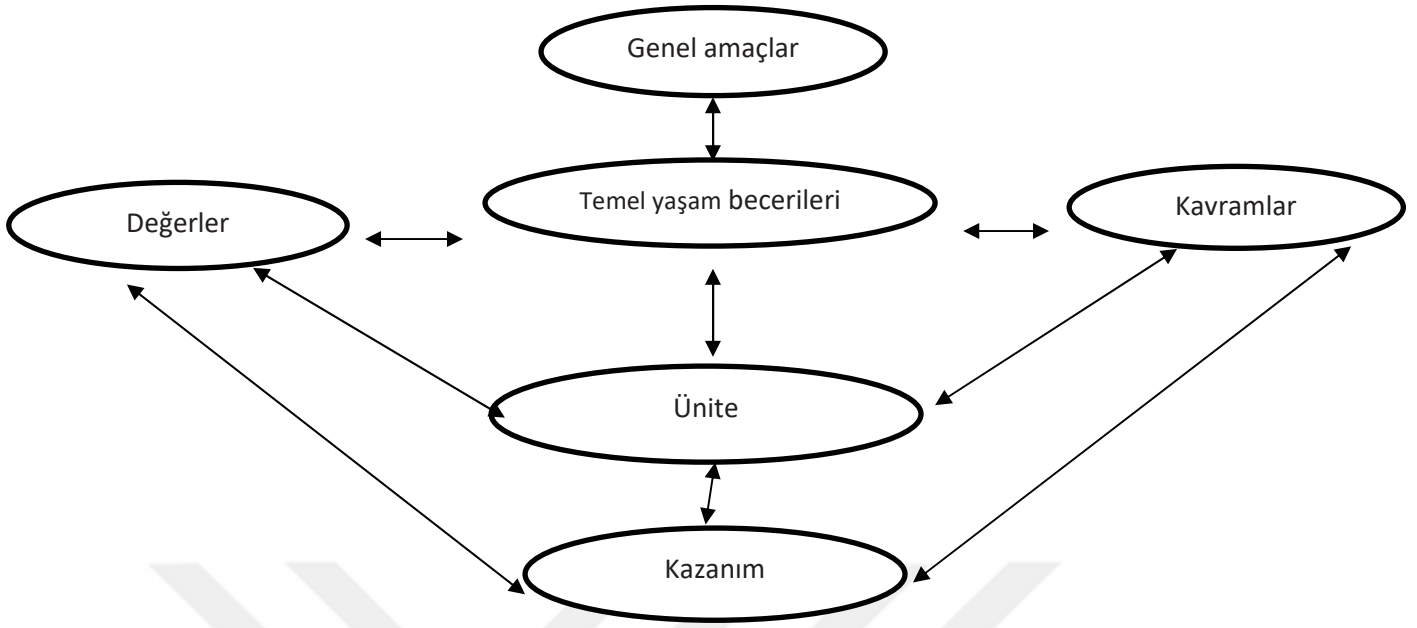 Genel amaçlar
Temel yaşam becerileri
Değerler
Kavramlar
Ünite
Kazanım